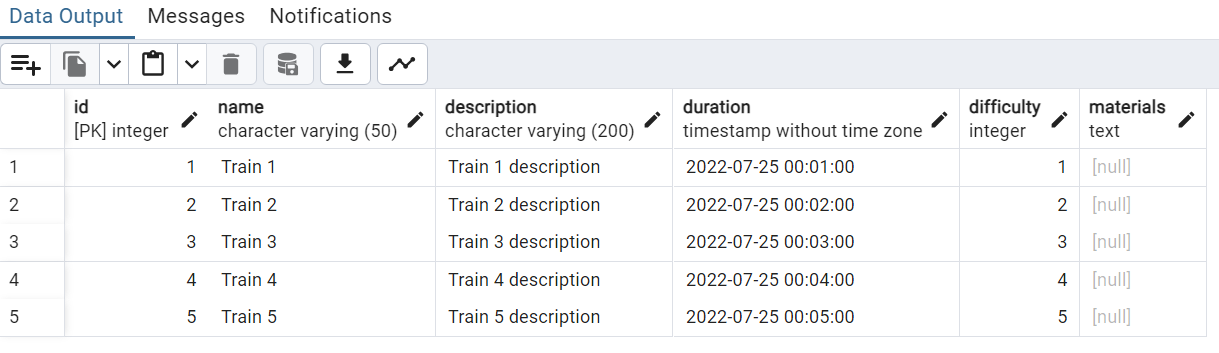 Data Output Messages Notifications
id name description duration difficulty materials
[PK] integer character varying (50) character varying (200) timestamp without time zone integer text
1 1 Train 1 Train 1 description 2022-07-25 00:01:00 1 [null]
2 2 Train 2 Train 2 description 2022-07-25 00:02:00 2 [null]
3 3 Train 3 Train 3 description 2022-07-25 00:03:00 3 [null]
4 4 Train 4 Train 4 description 2022-07-25 00:04:00 4 [null]
5 5 Train 5 Train 5 description 2022-07-25 00:05:00 5 [null]